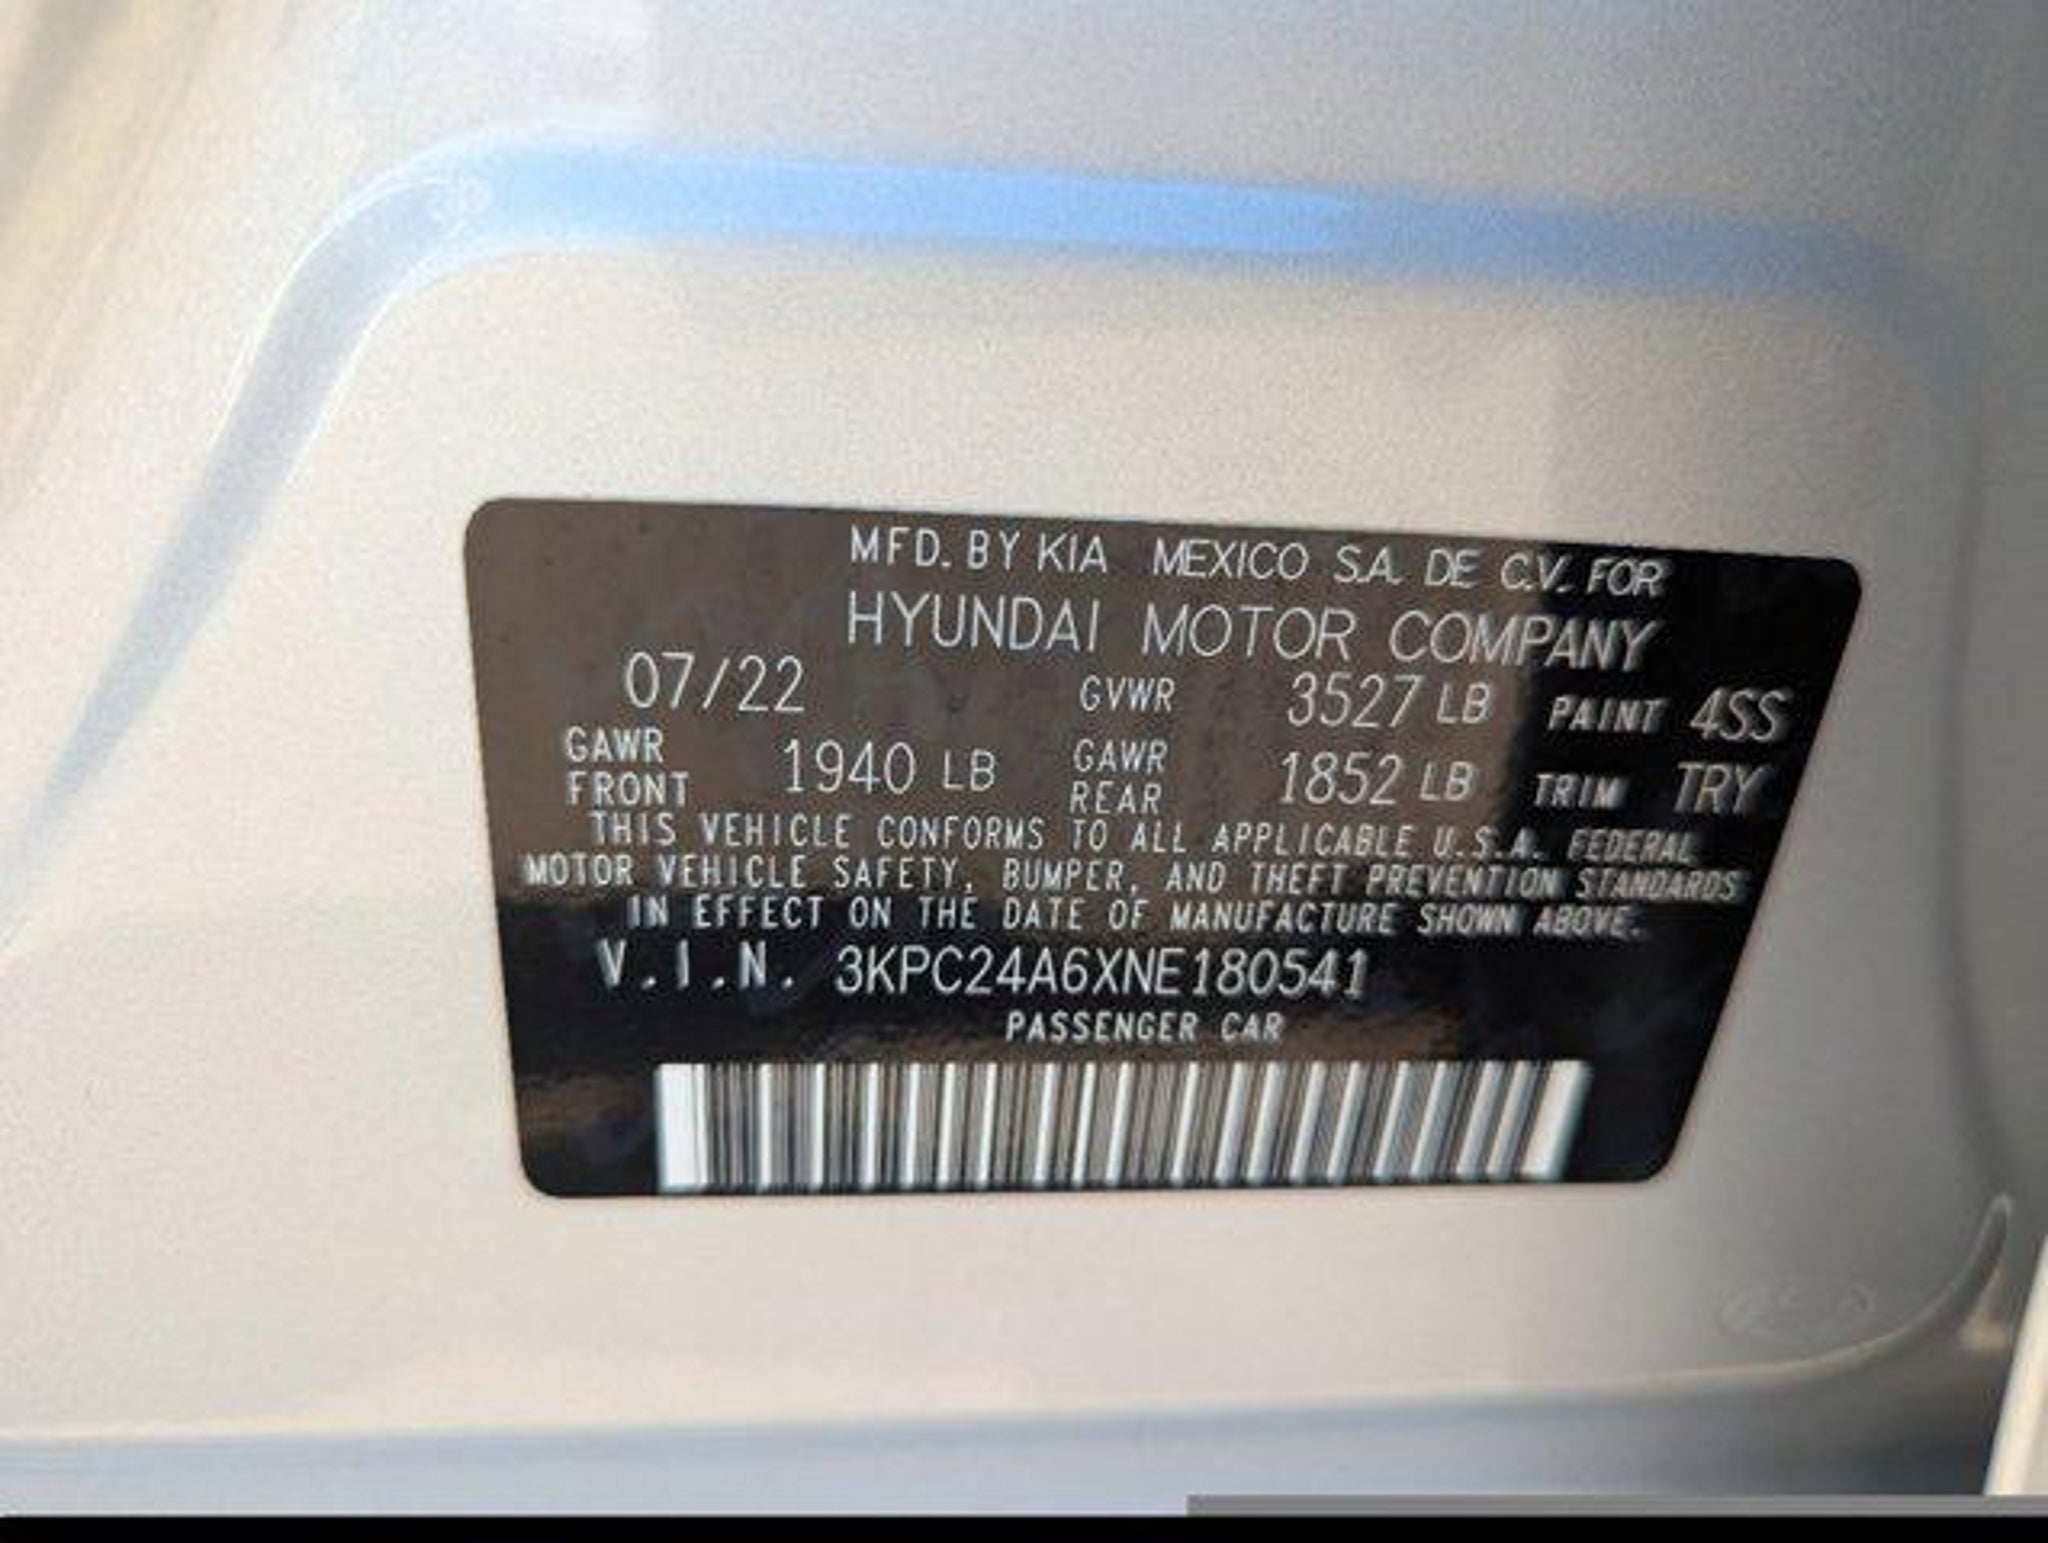 MFD. BY KIA MEXICO S.A. DE C.V. FOR
HYUNDAI MOTOR COMPANY
07/22 GVWR 3527 LB PAINT 4SS
GAWR FRONT 1940 LB GAWR REAR 1852 LB TRIM TRY
THIS VEHICLE CONFORMS TO ALL APPLICABLE U.S.A. FEDERAL
MOTOR VEHICLE SAFETY, BUMPER, AND THEFT PREVENTION STANDARDS
IN EFFECT ON THE DATE OF MANUFACTURE SHOWN ABOVE.
V.I.N. 3KPC24A6XNE180541
PASSENGER CAR